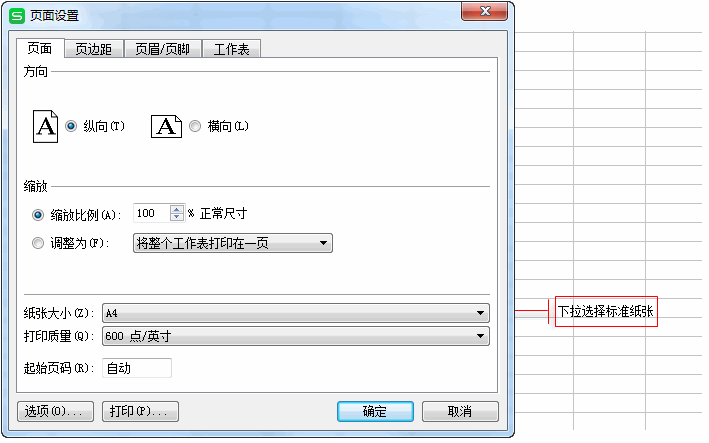 S 页面设置
页面 页边距 页眉/页脚 工作表
方向
A 纵向(T) A 横向(L)
缩放
缩放比例(A): 100 % 正常尺寸
调整为(F): 将整个工作表打印在一页
纸张大小(Z): A4
下拉选择标准纸张
打印质量(Q): 600 点/英寸
起始页码(R): 自动
选项(O)... 打印(P)... 确定 取消